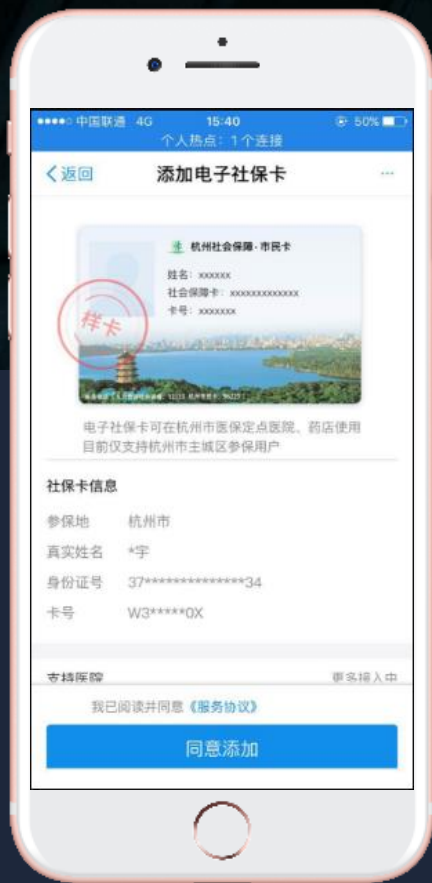 中国联通 4G 15:40 50%
个人热点：1个连接
返回 添加电子社保卡 ···
杭州社会保障·市民卡
姓名：xxxxxx
社会保障卡：xxxxxxxxxxxxx
卡号：xxxxxxx
样卡
电子社保卡可在杭州市医保定点医院、药店使用
目前仅支持杭州市主城区参保用户
社保卡信息
参保地 杭州市
真实姓名 *宇
身份证号 37**************34
卡号 W3*****0X
支持医院 更多接入中
我已阅读并同意《服务协议》
同意添加